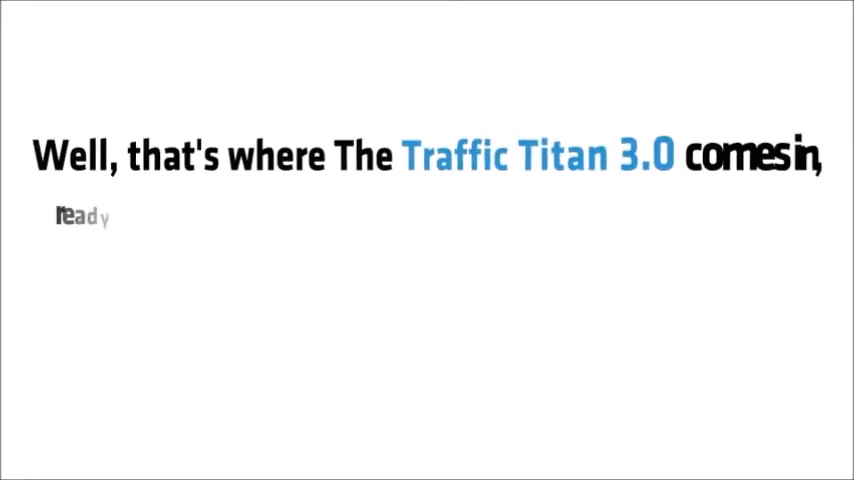 Well, that's where The Traffic Titan 3.0 comes in,
ready